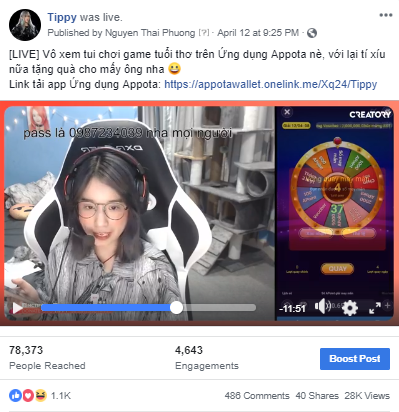 Tippy was live.
Published by Nguyen Thai Phuong [?] · April 12 at 9:25 PM ·
[LIVE] Vô xem tui chơi game tuổi thơ trên Ứng dụng Appota nè, với lại tí xíu
nữa tặng quà cho mấy ông nha 😀
Link tải app Ứng dụng Appota: https://appotawallet.onelink.me/Xq24/Tippy
CREATORY
pass là 0987234089 nha mọi người
4
QUAY
-11:51
78,373
People Reached
4,643
Engagements
Boost Post
1.1K
486 Comments 40 Shares 28K Views